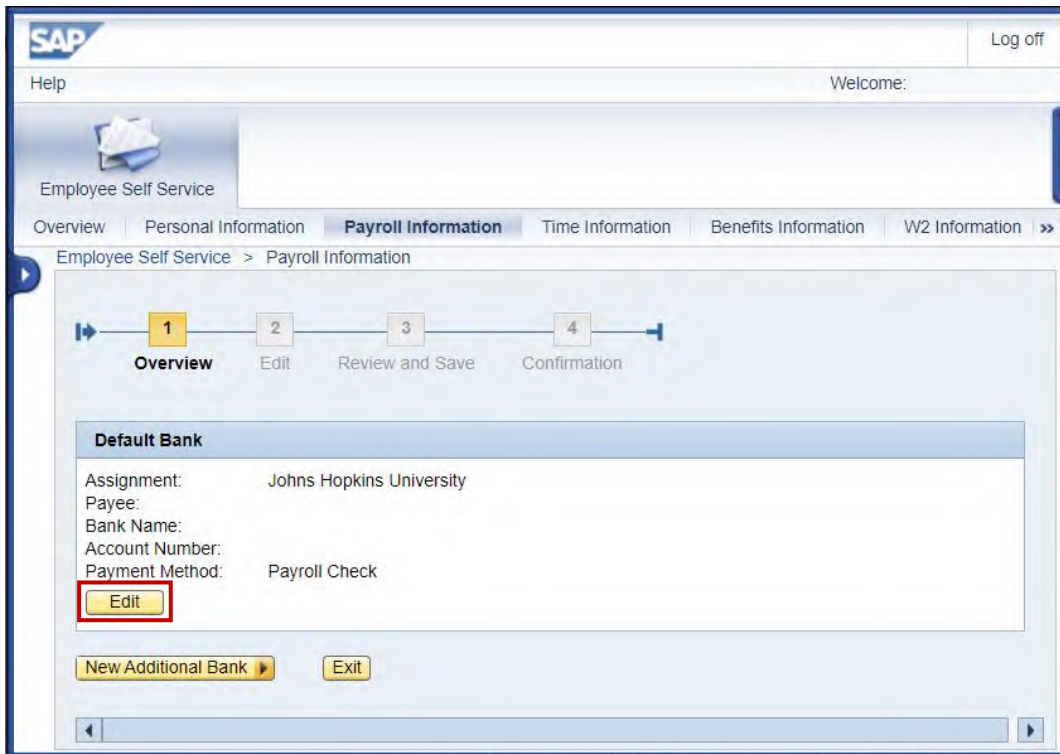 SAP
Log off
Help
Welcome:
Employee Self Service
Overview Personal Information Payroll Information Time Information Benefits Information W2 Information »
Employee Self Service > Payroll Information
1 2 3 4
Overview Edit Review and Save Confirmation
Default Bank
Assignment: Johns Hopkins University
Payee:
Bank Name:
Account Number:
Payment Method: Payroll Check
Edit
New Additional Bank Exit